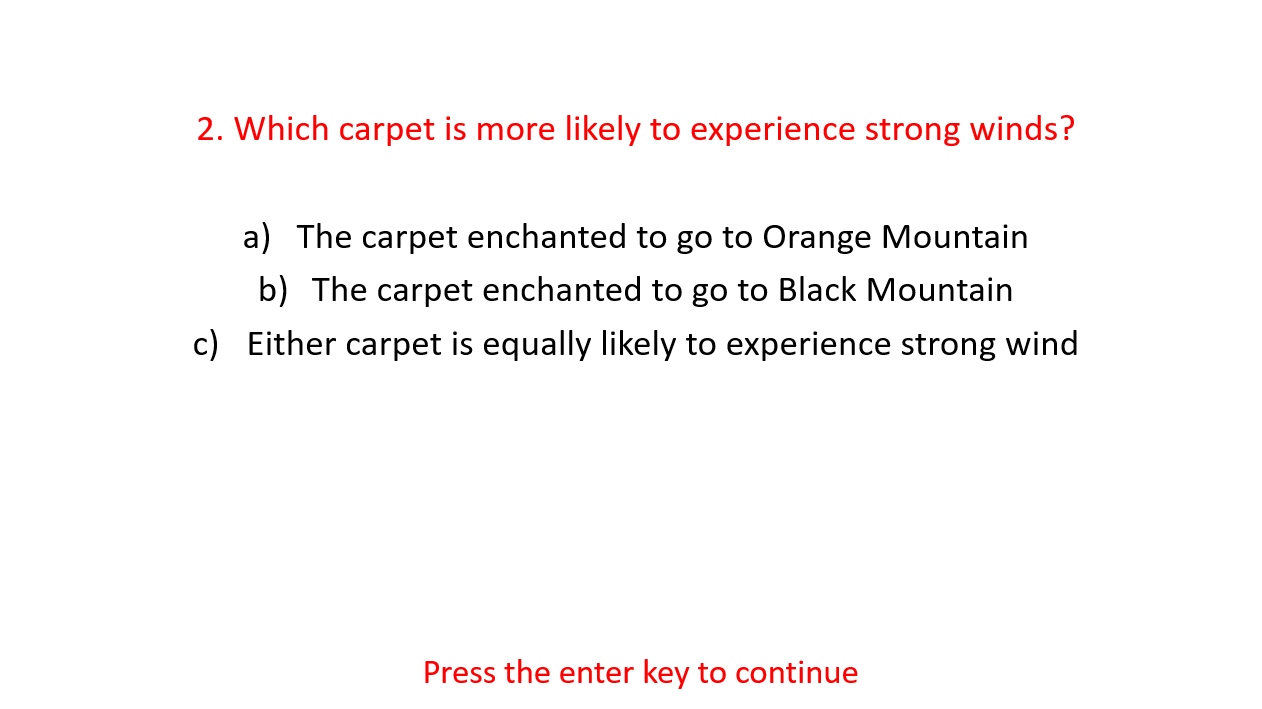 2. Which carpet is more likely to experience strong winds?
a) The carpet enchanted to go to Orange Mountain
b) The carpet enchanted to go to Black Mountain
c) Either carpet is equally likely to experience strong wind
Press the enter key to continue